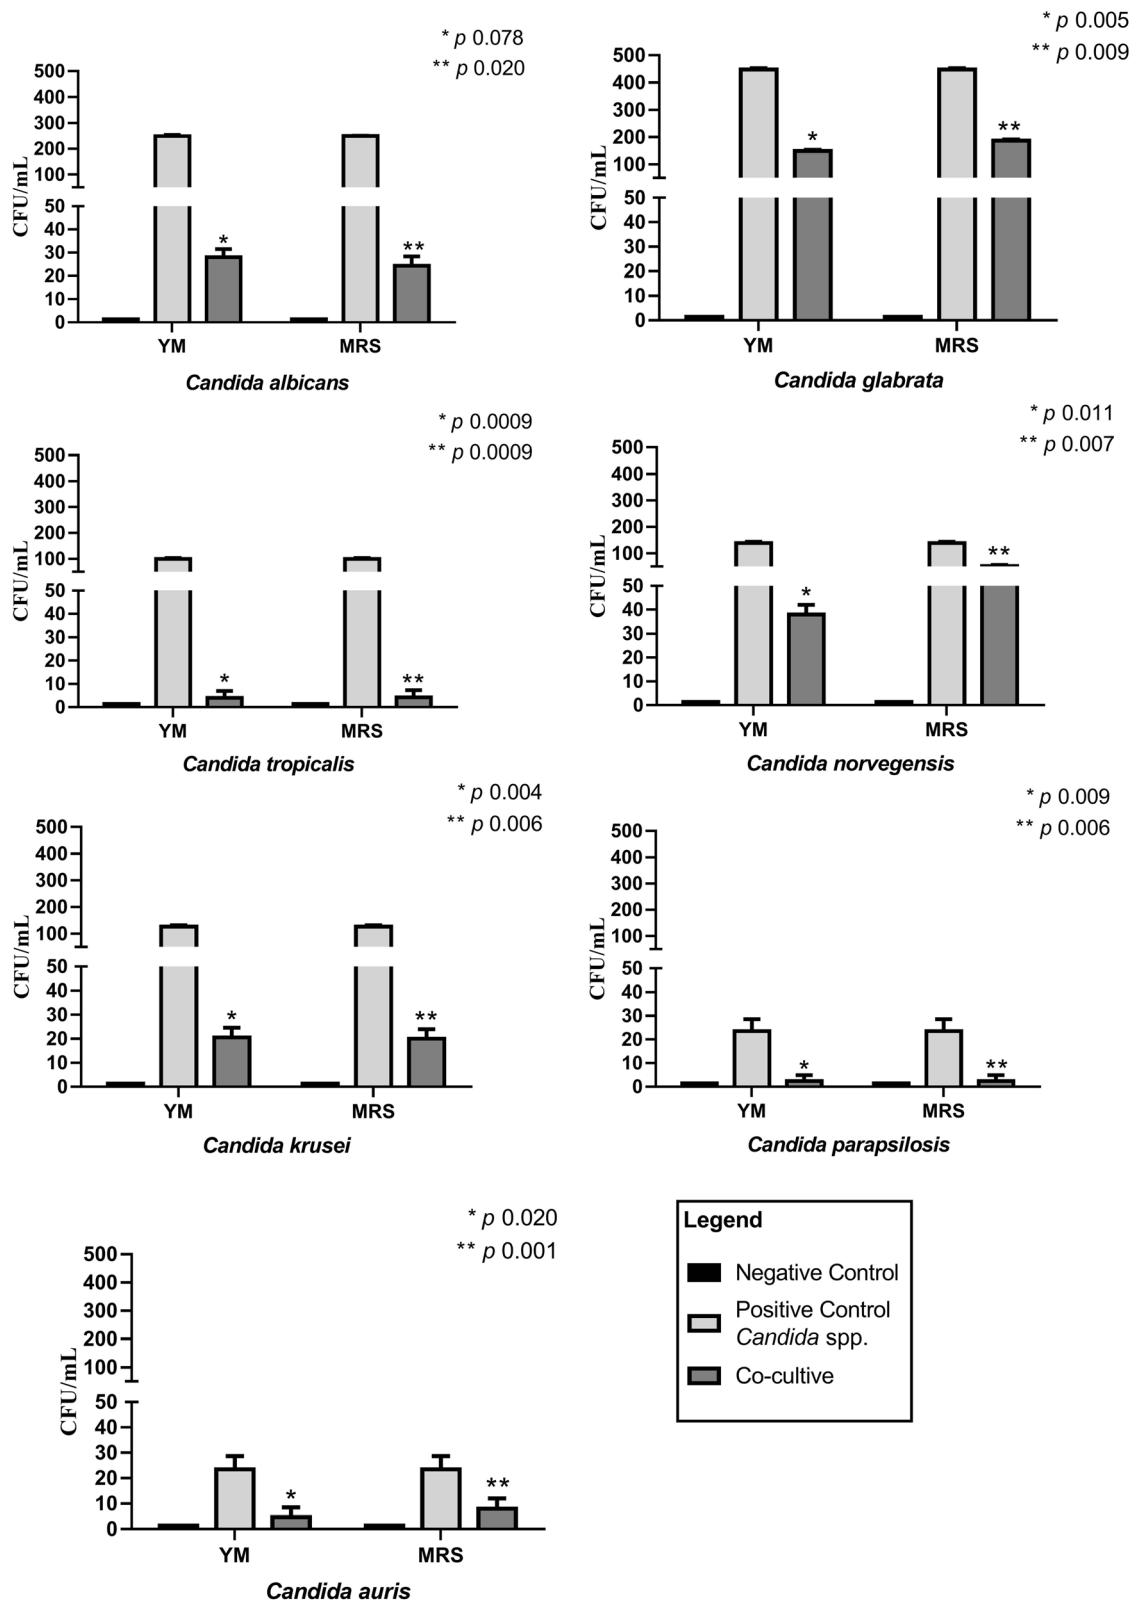 * p 0.078
** p 0.020
500
400
300
200
100
50
40
30
20
10
0
CFU/mL
*
**
YM
MRS
Candida albicans
* p 0.005
** p 0.009
500
400
300
200
100
50
40
30
20
10
0
CFU/mL
*
**
YM
MRS
Candida glabrata
* p 0.0009
** p 0.0009
500
400
300
200
100
50
40
30
20
10
0
CFU/mL
*
**
YM
MRS
Candida tropicalis
* p 0.011
** p 0.007
500
400
300
200
100
50
40
30
20
10
0
CFU/mL
*
**
YM
MRS
Candida norvegensis
* p 0.004
** p 0.006
500
400
300
200
100
50
40
30
20
10
0
CFU/mL
*
**
YM
MRS
Candida krusei
* p 0.009
** p 0.006
500
400
300
200
100
50
40
30
20
10
0
CFU/mL
*
**
YM
MRS
Candida parapsilosis
* p 0.020
** p 0.001
500
400
300
200
100
50
40
30
20
10
0
CFU/mL
*
**
YM
MRS
Candida auris
Legend
Negative Control
Positive Control
Candida spp.
Co-cultive